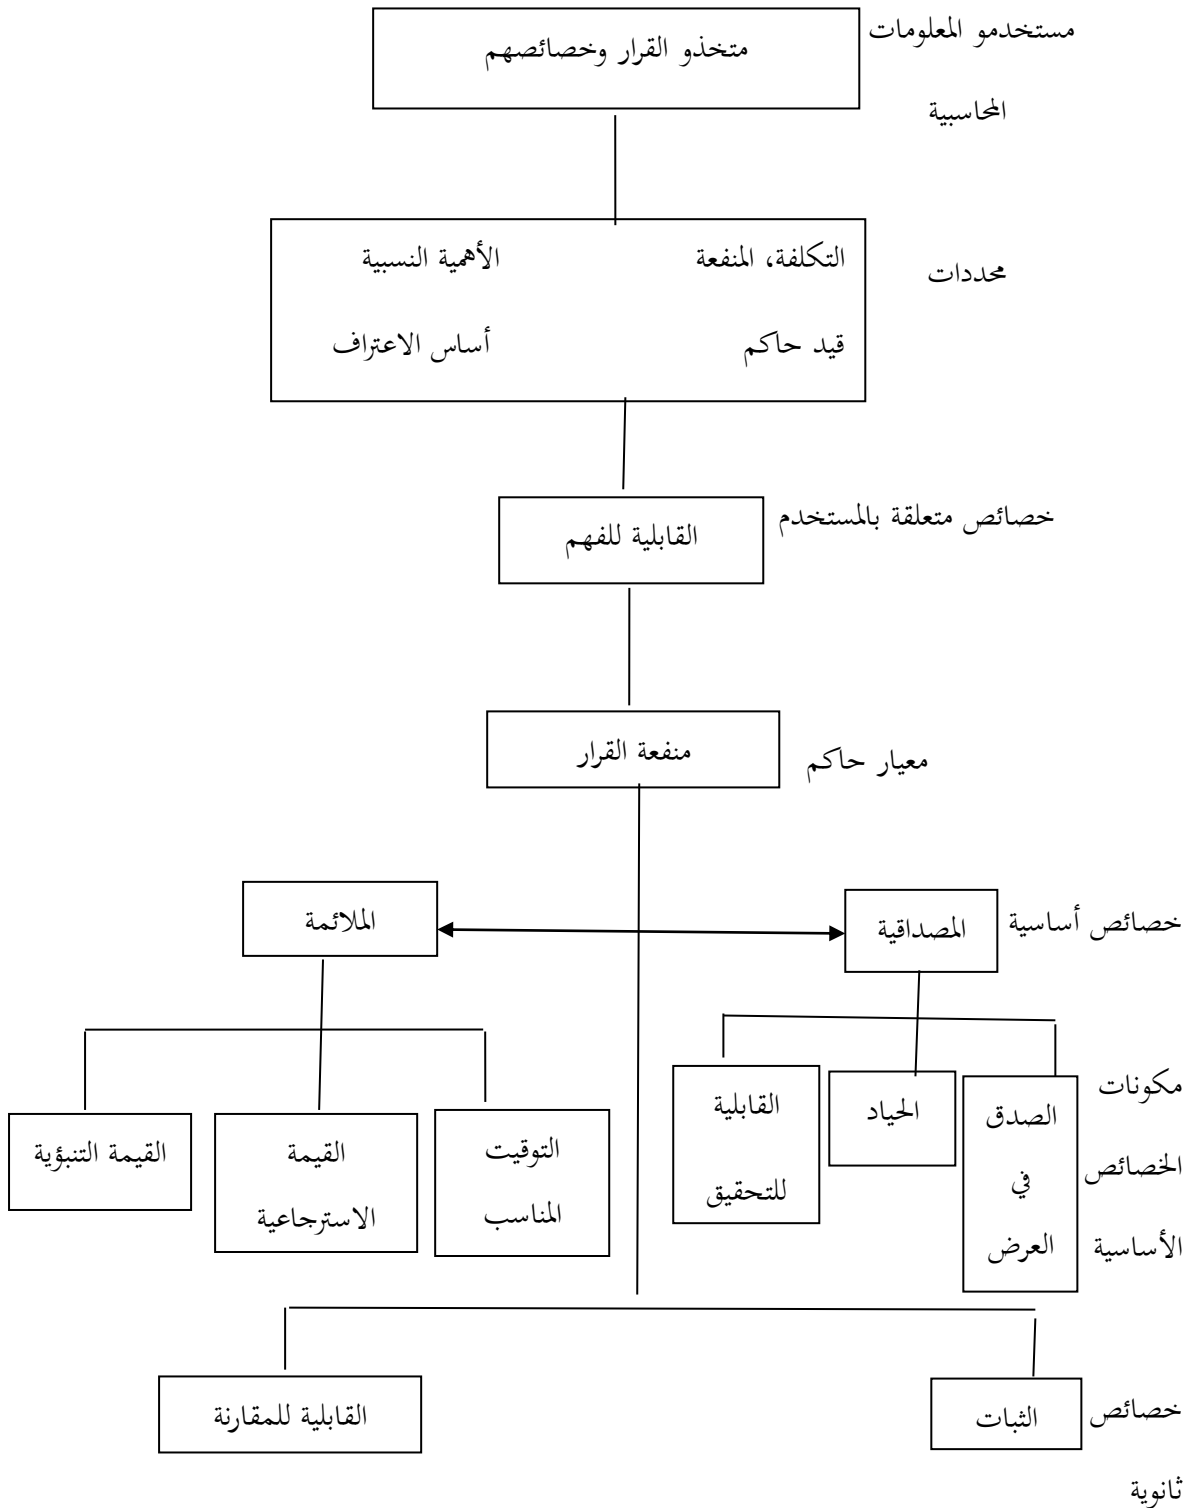 مستخدمو المعلومات
المحاسبية
متخذو القرار وخصائصهم
محددات
التكلفة، المنفعة
الأهمية النسبية
قيد حاكم
أساس الاعتراف
خصائص متعلقة بالمستخدم
القابلية للفهم
معيار حاكم
منفعة القرار
خصائص أساسية
المصداقية
الملائمة
مكونات
الخصائص
الأساسية
الصدق
في
العرض
الحياد
القابلية
للتحقيق
التوقيت
المناسب
القيمة
الاسترجاعية
القيمة التنبؤية
خصائص
ثانوية
الثبات
القابلية للمقارنة